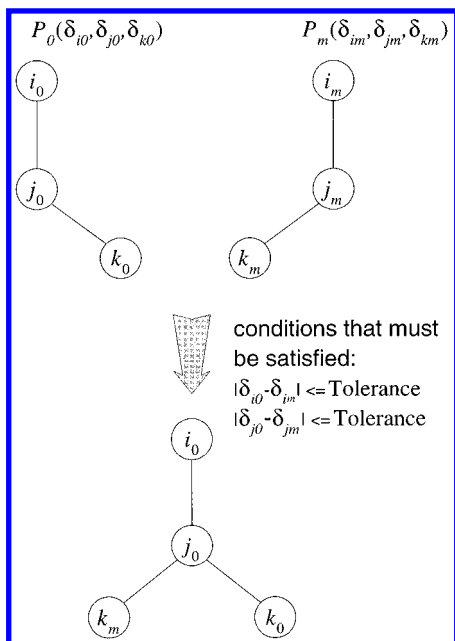 P₀(δᵢ₀,δⱼ₀,δₖ₀) Pₘ(δᵢₘ,δⱼₘ,δₖₘ)
i₀ iₘ
j₀ jₘ
k₀ kₘ
conditions that must
be satisfied:
|δᵢ₀-δᵢₘ| <= Tolerance
|δⱼ₀-δⱼₘ| <= Tolerance
i₀
j₀
kₘ k₀